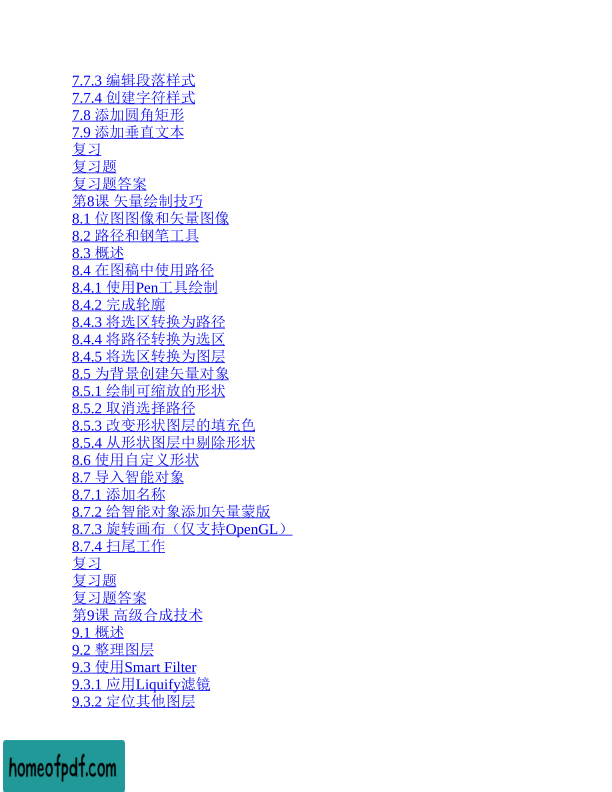 7.7.3 编辑段落样式
7.7.4 创建字符样式
7.8 添加圆角矩形
7.9 添加垂直文本
复习
复习题
复习题答案
第8课 矢量绘制技巧
8.1 位图图像和矢量图像
8.2 路径和钢笔工具
8.3 概述
8.4 在图稿中使用路径
8.4.1 使用Pen工具绘制
8.4.2 完成轮廓
8.4.3 将选区转换为路径
8.4.4 将路径转换为选区
8.4.5 将选区转换为图层
8.5 为背景创建矢量对象
8.5.1 绘制可缩放的形状
8.5.2 取消选择路径
8.5.3 改变形状图层的填充色
8.5.4 从形状图层中剔除形状
8.6 使用自定义形状
8.7 导入智能对象
8.7.1 添加名称
8.7.2 给智能对象添加矢量蒙版
8.7.3 旋转画布（仅支持OpenGL）
8.7.4 扫尾工作
复习
复习题
复习题答案
第9课 高级合成技术
9.1 概述
9.2 整理图层
9.3 使用Smart Filter
9.3.1 应用Liquify滤镜
9.3.2 定位其他图层
homeofpdf.com